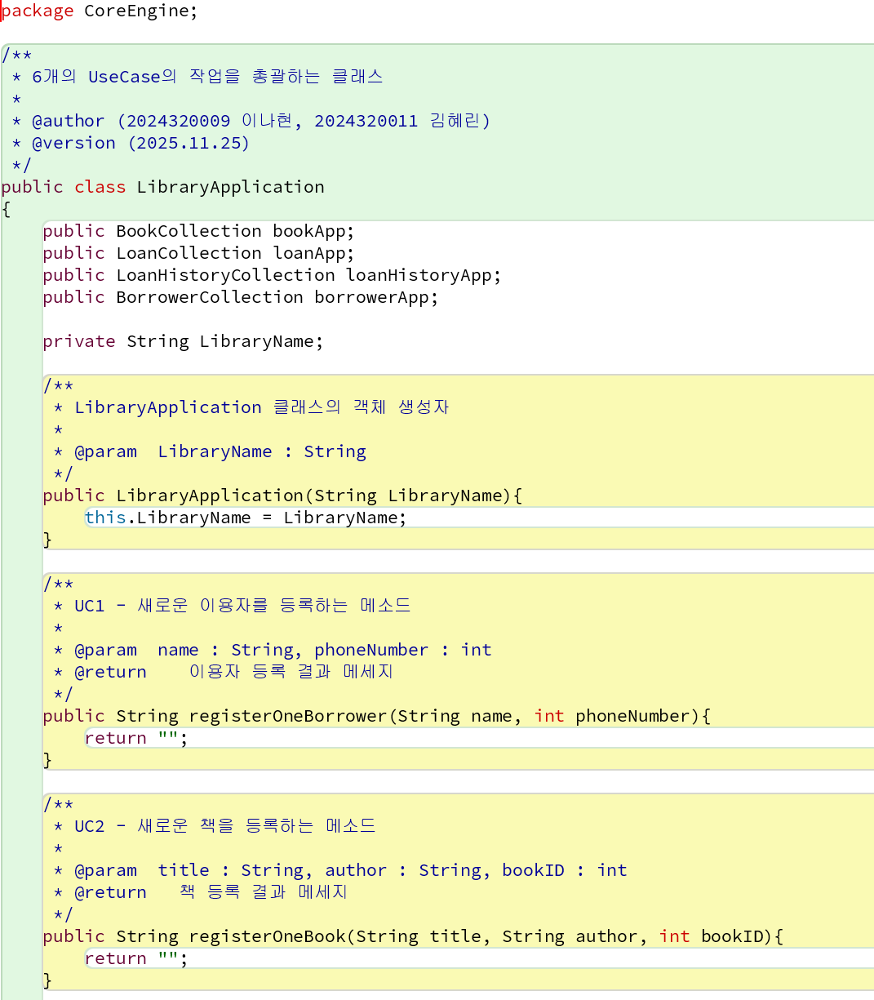 package CoreEngine;
/**
 * 6개의 UseCase의 작업을 총괄하는 클래스
 *
 * @author (2024320009 이나현, 2024320011 김혜린)
 * @version (2025.11.25)
 */
public class LibraryApplication
{
    public BookCollection bookApp;
    public LoanCollection loanApp;
    public LoanHistoryCollection loanHistoryApp;
    public BorrowerCollection borrowerApp;
    private String LibraryName;
    /**
     * LibraryApplication 클래스의 객체 생성자
     *
     * @param  LibraryName : String
     */
    public LibraryApplication(String LibraryName){
        this.LibraryName = LibraryName;
    }
    /**
     * UC1 - 새로운 이용자를 등록하는 메소드
     *
     * @param  name : String, phoneNumber : int
     * @return    이용자 등록 결과 메세지
     */
    public String registerOneBorrower(String name, int phoneNumber){
        return "";
    }
    /**
     * UC2 - 새로운 책을 등록하는 메소드
     *
     * @param  title : String, author : String, bookID : int
     * @return   책 등록 결과 메세지
     */
    public String registerOneBook(String title, String author, int bookID){
        return "";
    }